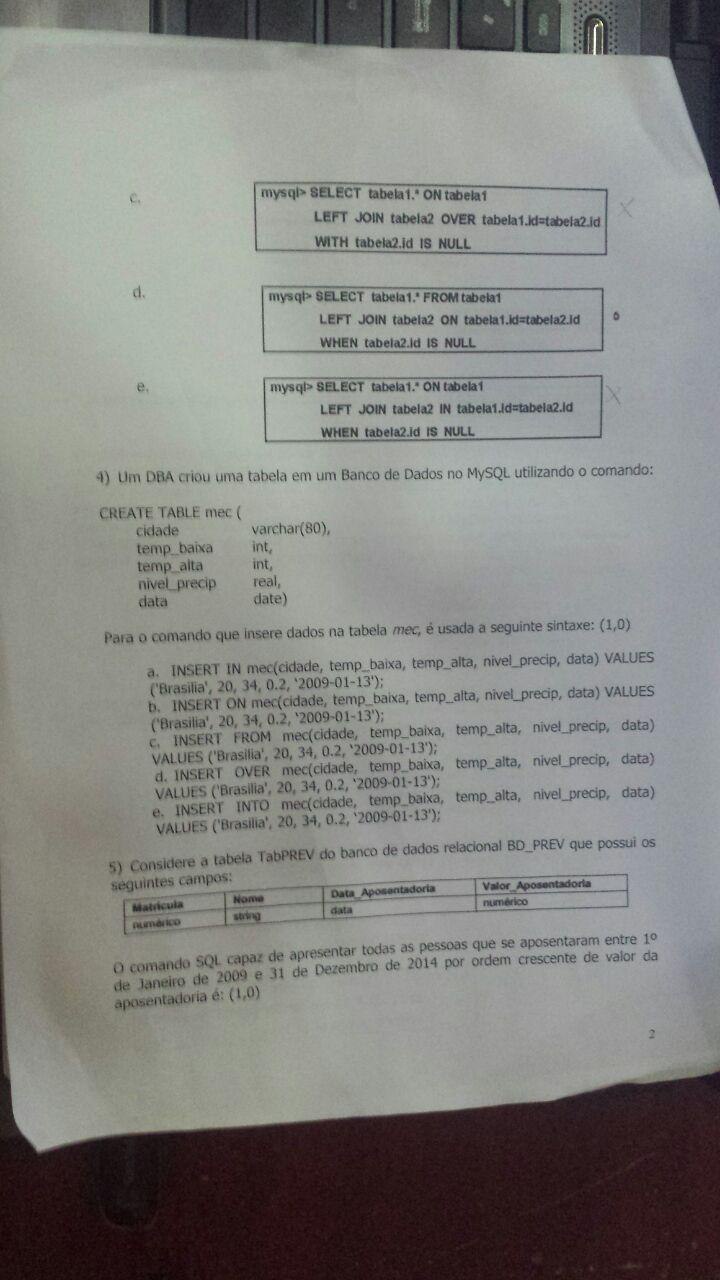 c.
mysql> SELECT tabela1.* ON tabela1
LEFT JOIN tabela2 OVER tabela1.id=tabela2.id
WITH tabela2.id IS NULL
X
d.
mysql> SELECT tabela1.* FROM tabela1
LEFT JOIN tabela2 ON tabela1.id=tabela2.id
WHEN tabela2.id IS NULL
e.
mysql> SELECT tabela1.* ON tabela1
LEFT JOIN tabela2 IN tabela1.id=tabela2.id
WHEN tabela2.id IS NULL
X
4) Um DBA criou uma tabela em um Banco de Dados no MySQL utilizando o comando:
CREATE TABLE mec (
cidade varchar(80),
temp_baixa int,
temp_alta int,
nivel_precip real,
data date)
Para o comando que insere dados na tabela mec, é usada a seguinte sintaxe: (1,0)
a. INSERT IN mec(cidade, temp_baixa, temp_alta, nivel_precip, data) VALUES
('Brasilia', 20, 34, 0.2, '2009-01-13');
b. INSERT ON mec(cidade, temp_baixa, temp_alta, nivel_precip, data) VALUES
('Brasilia', 20, 34, 0.2, '2009-01-13');
c. INSERT FROM mec(cidade, temp_baixa, temp_alta, nivel_precip, data)
VALUES ('Brasilia', 20, 34, 0.2, '2009-01-13');
d. INSERT OVER mec(cidade, temp_baixa, temp_alta, nivel_precip, data)
VALUES ('Brasilia', 20, 34, 0.2, '2009-01-13');
e. INSERT INTO mec(cidade, temp_baixa, temp_alta, nivel_precip, data)
VALUES ('Brasilia', 20, 34, 0.2, '2009-01-13');
5) Considere a tabela TabPREV do banco de dados relacional BD_PREV que possui os
seguintes campos:
Matricula Nome Data_Aposentadoria Valor_Aposentadoria
numérico string data numérico
O comando SQL capaz de apresentar todas as pessoas que se aposentaram entre 1º
de Janeiro de 2009 e 31 de Dezembro de 2014 por ordem crescente de valor da
aposentadoria é: (1,0)
2